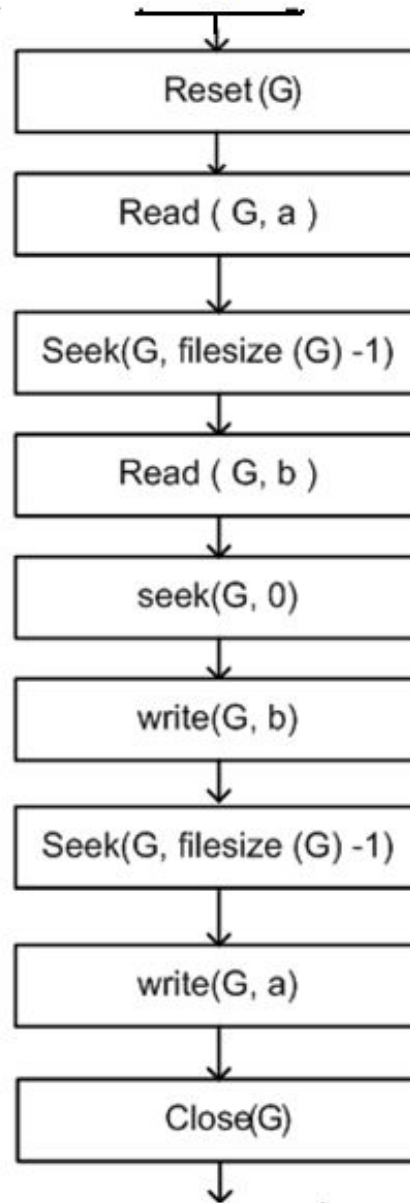 Reset (G)
Read ( G, a )
Seek(G, filesize (G) -1)
Read ( G, b )
seek(G, 0)
write(G, b)
Seek(G, filesize (G) -1)
write(G, a)
Close(G)